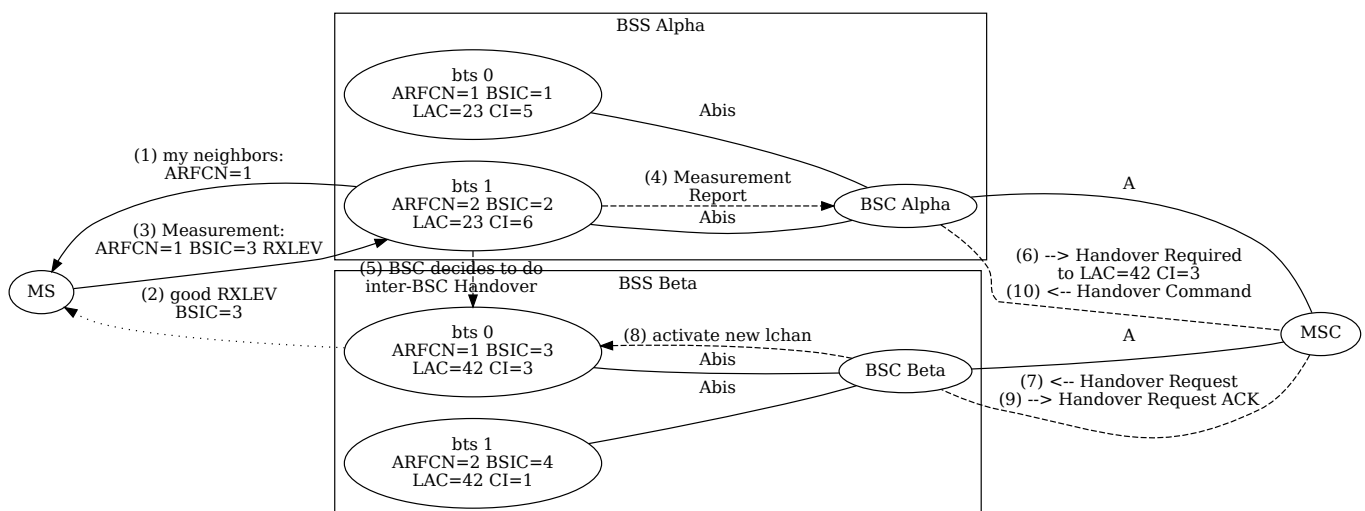 BSS Alpha
bts 0
ARFCN=1 BSIC=1
LAC=23 CI=5
Abis
(1) my neighbors:
ARFCN=1
bts 1
ARFCN=2 BSIC=2
LAC=23 CI=6
(4) Measurement
Report
Abis
BSC Alpha
A
(3) Measurement:
ARFCN=1 BSIC=3 RXLEV
(6) --> Handover Required
to LAC=42 CI=3
(10) <-- Handover Command
(5) BSC decides to do
inter-BSC Handover
BSS Beta
MS
(2) good RXLEV
BSIC=3
bts 0
ARFCN=1 BSIC=3
LAC=42 CI=3
(8) activate new lchan
Abis
Abis
BSC Beta
A
MSC
(7) <-- Handover Request
(9) --> Handover Request ACK
bts 1
ARFCN=2 BSIC=4
LAC=42 CI=1